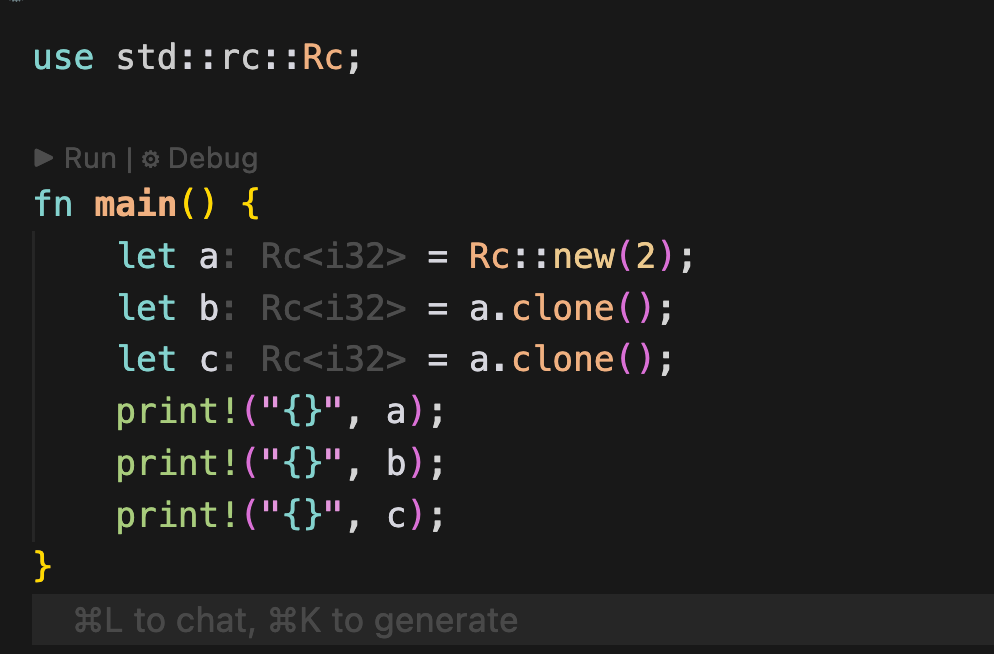 use std::rc::Rc;
▶ Run | ⚙ Debug
fn main() {
    let a: Rc<i32> = Rc::new(2);
    let b: Rc<i32> = a.clone();
    let c: Rc<i32> = a.clone();
    print!("{}", a);
    print!("{}", b);
    print!("{}", c);
}
⌘L to chat, ⌘K to generate